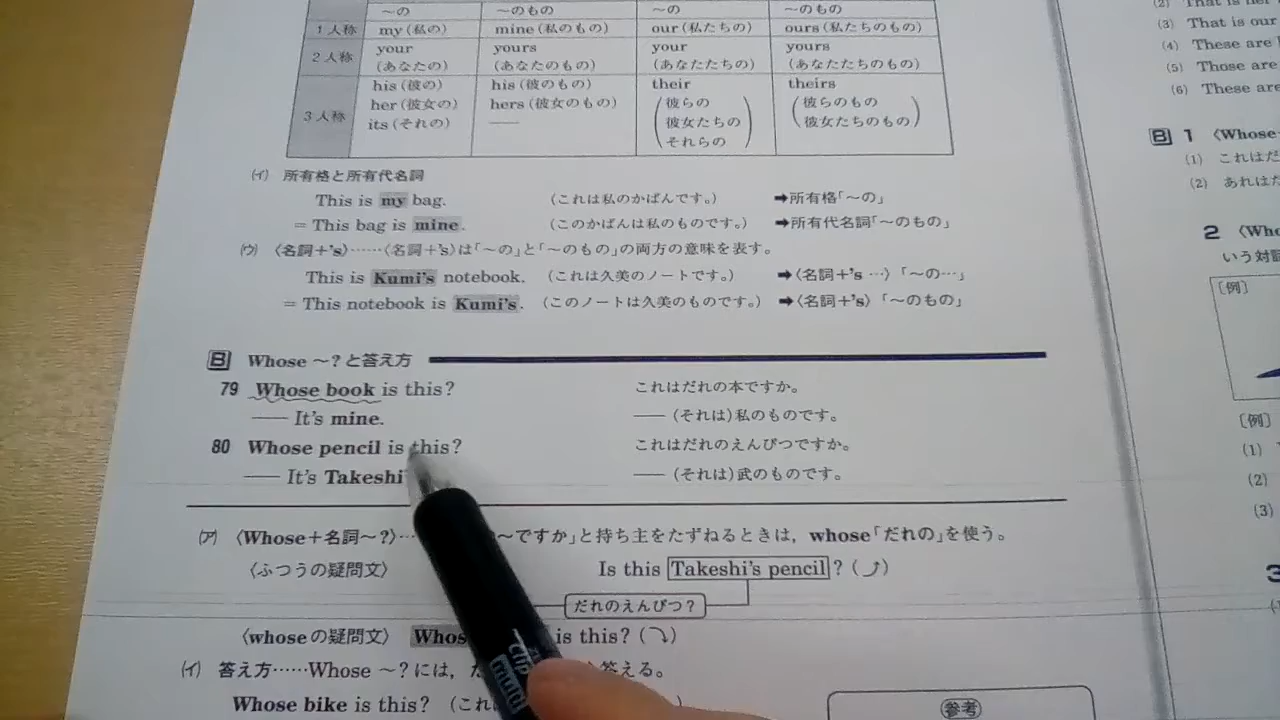 ～の ～のもの ～の ～のもの
1人称 my (私の) mine (私のもの) our (私たちの) ours (私たちのもの)
2人称 your (あなたの) yours (あなたのもの) your (あなたたちの) yours (あなたたちのもの)
3人称 his (彼の) his (彼のもの) their theirs
her (彼女の) hers (彼女のもの) (彼らの 彼女たちの それらの) (彼らのもの 彼女たちのもの)
its (それの) ――
(イ) 所有格と所有代名詞
This is my bag. (これは私のかばんです。) ➡所有格「～の」
= This bag is mine. (このかばんは私のものです。) ➡所有代名詞「～のもの」
(ウ) 〈名詞+'s〉……〈名詞+'s〉は「～の」と「～のもの」の両方の意味を表す。
This is Kumi's notebook. (これは久美のノートです。) ➡〈名詞+'s …〉「～の…」
= This notebook is Kumi's. (このノートは久美のものです。) ➡〈名詞+'s〉「～のもの」
B Whose ～? と答え方
79 Whose book is this? これはだれの本ですか。
―― It's mine. ―― (それは)私のものです。
80 Whose pencil is this? これはだれのえんぴつですか。
―― It's Takeshi ―― (それは)武のものです。
(ア) 〈Whose+名詞～?〉… ～ですか」と持ち主をたずねるときは, whose「だれの」を使う。
〈ふつうの疑問文〉 Is this Takeshi's pencil? (⤴)
だれのえんぴつ?
〈whoseの疑問文〉 Whos is this? (⤵)
(イ) 答え方……Whose ～? には, 答える。
Whose bike is this? (これ
参考
(2) That is her
(3) That is our
(4) These are
(5) Those are
(6) These are
B 1 〈Whose
(1) これはだ
(2) あれはた
2 〈Who
いう対
[例]
[例]
(1)
(2)
(3)
3